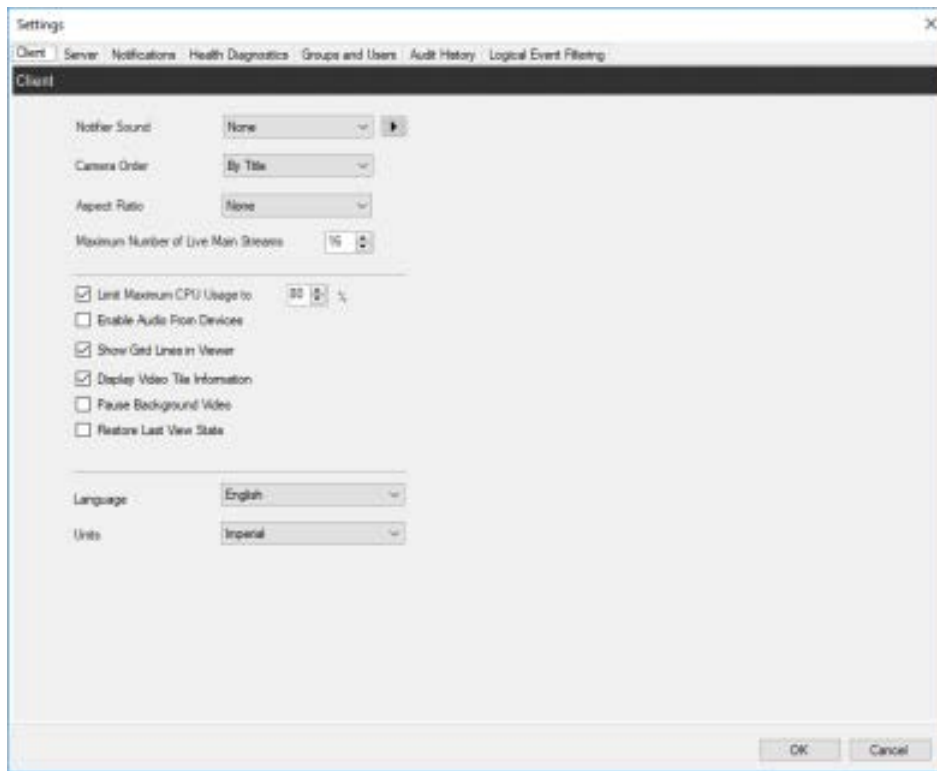 Settings
Client Server Notifications Health Diagnostics Groups and Users Audit History Logical Event Filtering
Client
Notifier Sound None
Camera Order By Title
Aspect Ratio None
Maximum Number of Live Main Streams 16
Limit Maximum CPU Usage to 80 %
Enable Audio From Devices
Show Grid Lines in Viewer
Display Video Tile Information
Pause Background Video
Restore Last View State
Language English
Units Imperial
OK Cancel